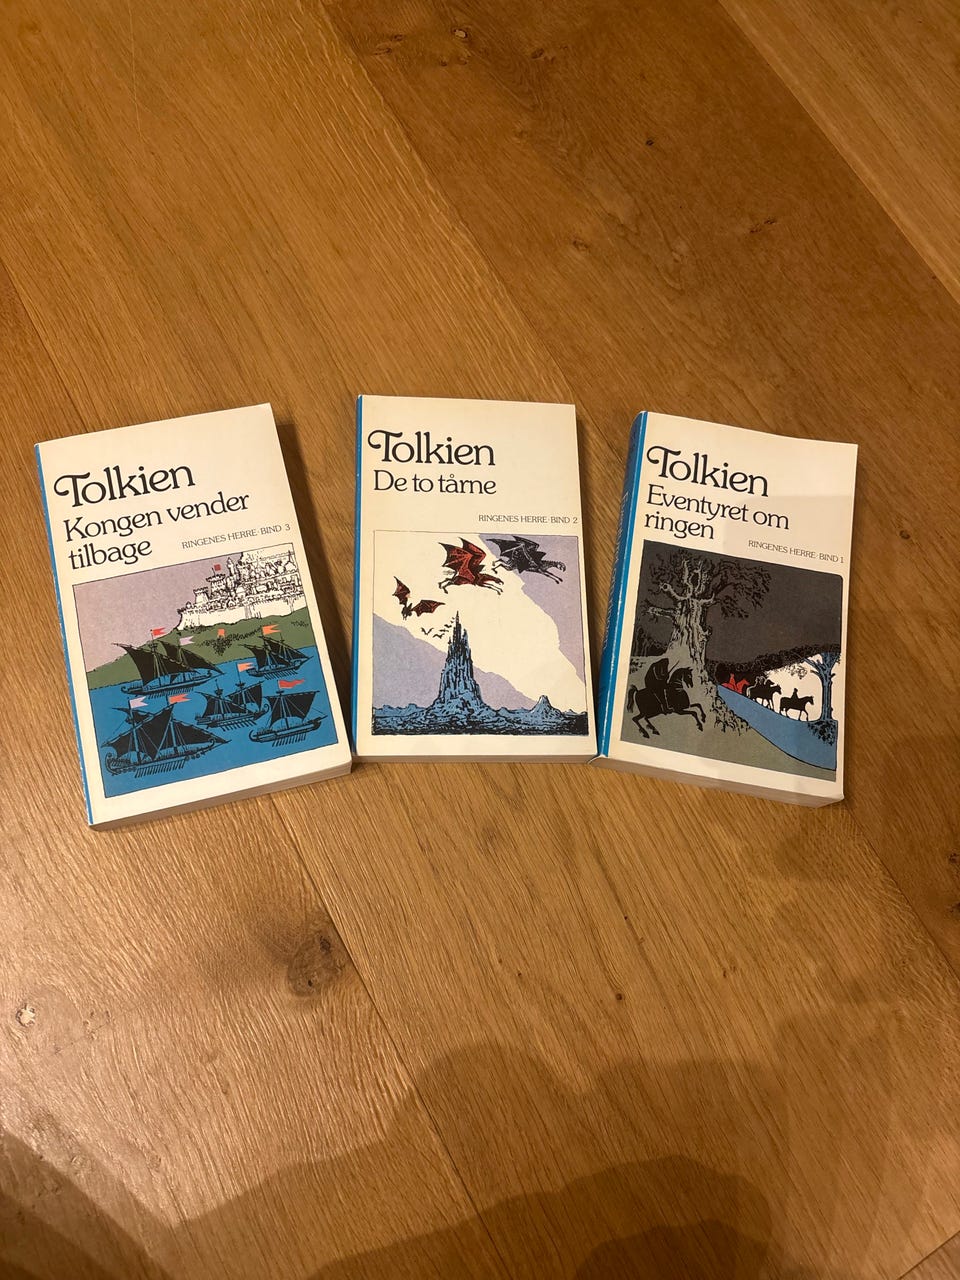 Tolkien
Kongen vender
tilbage
RINGENES HERRE·BIND 3
Tolkien
De to tårne
RINGENES HERRE·BIND 2
Tolkien
Eventyret om
ringen
RINGENES HERRE·BIND 1